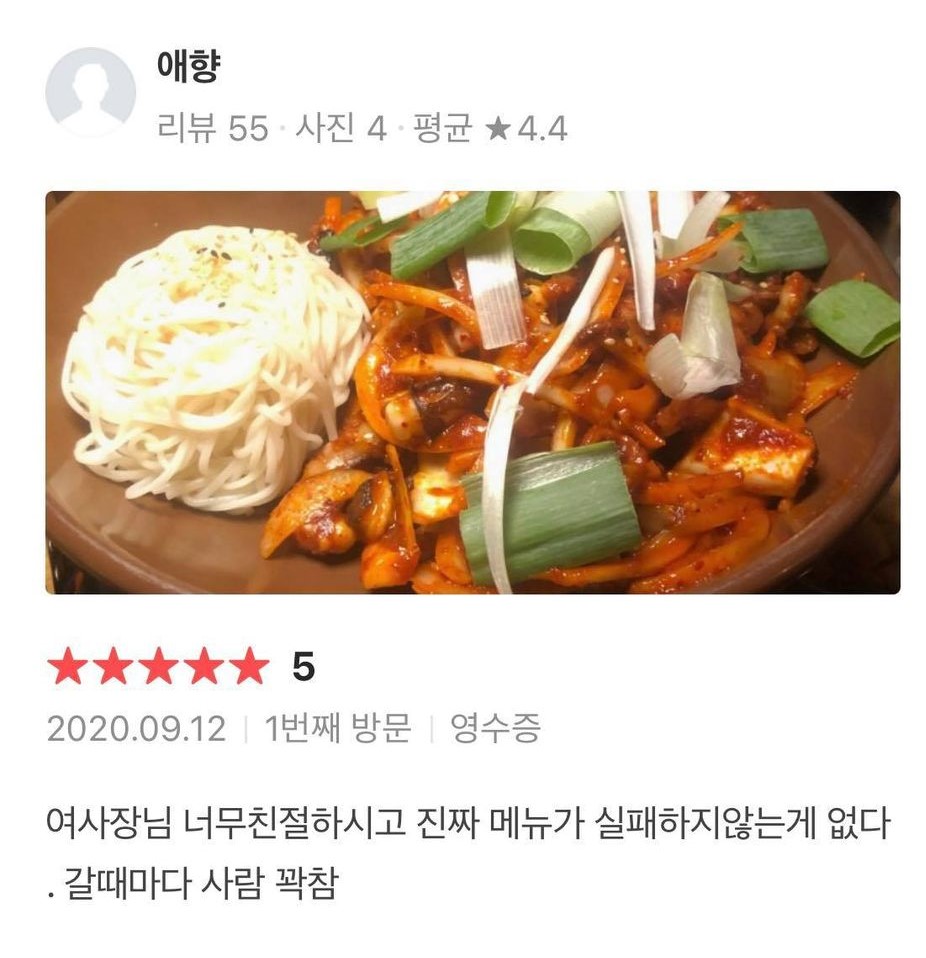 애향
리뷰 55 · 사진 4 · 평균 ★4.4
★★★★★ 5
2020.09.12 | 1번째 방문 | 영수증
여사장님 너무친절하시고 진짜 메뉴가 실패하지않는게 없다
. 갈때마다 사람 꽉참